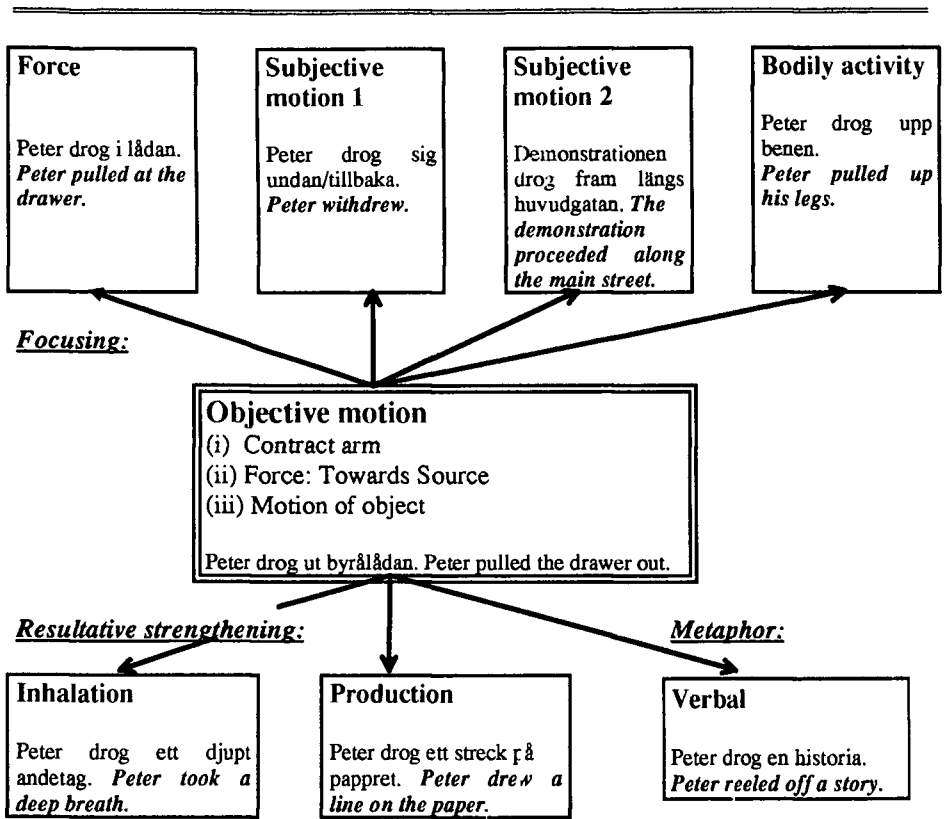 Force
Peter drog i lådan.
Peter pulled at the
drawer.
Subjective
motion 1
Peter drog sig
undan/tillbaka.
Peter withdrew.
Subjective
motion 2
Demonstrationen
drog fram längs
huvudgatan. The
demonstration
proceeded along
the main street.
Bodily activity
Peter drog upp
benen.
Peter pulled up
his legs.
Focusing:
Objective motion
(i) Contract arm
(ii) Force: Towards Source
(iii) Motion of object
Peter drog ut byrålådan. Peter pulled the drawer out.
Resultative strengthening:
Metaphor:
Inhalation
Peter drog ett djupt
andetag. Peter took a
deep breath.
Production
Peter drog ett streck på
pappret. Peter drew a
line on the paper.
Verbal
Peter drog en historia.
Peter reeled off a story.